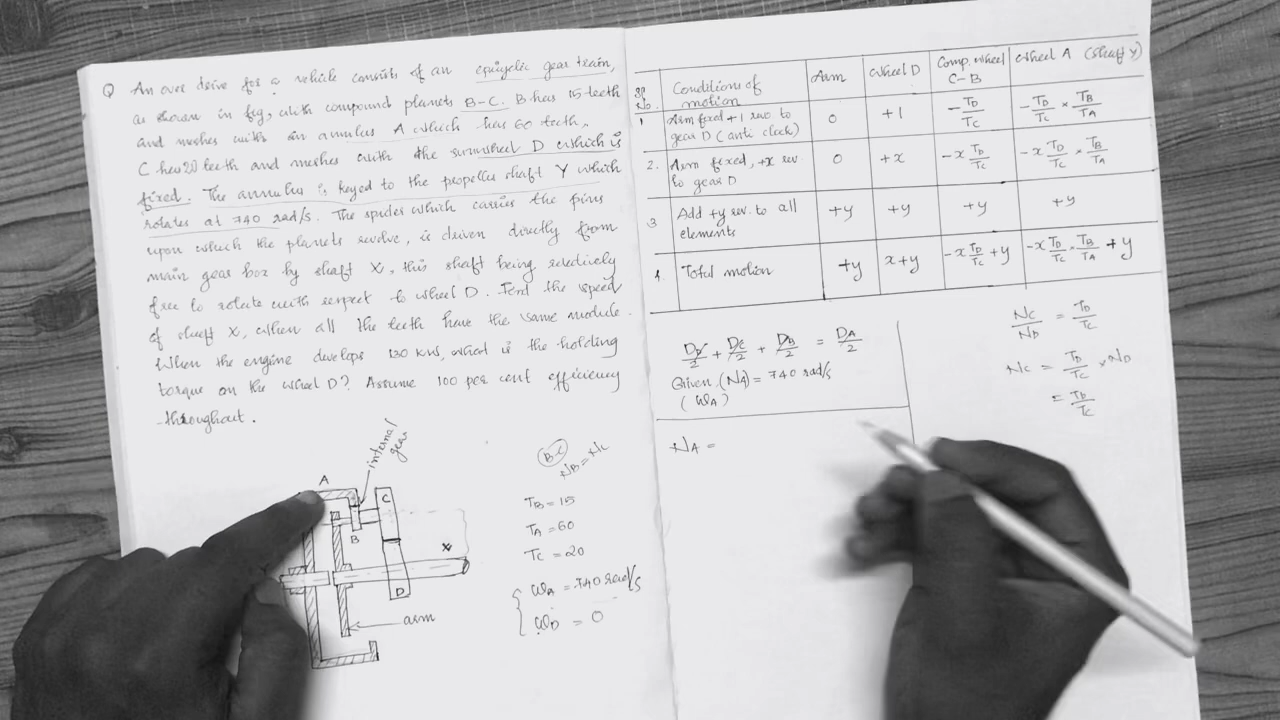 Q An over drive for a vehicle consists of an epicyclic gear train,
as shown in fig, with compound planets B-C. B has 15 teeth
and meshes with an annulus A which has 60 teeth.
C has 20 teeth and meshes with the sunwheel D which is
fixed. The annulus is keyed to the propeller shaft Y which
rotates at 740 rad/s. The spider which carries the pins
upon which the planets revolve, is driven directly from
main gear box by shaft X, this shaft being relectively
free to rotate with respect to wheel D. Find the speed
of shaft X, when all the teeth have the same module.
When the engine develops 130 kW, what is the holding
torque on the wheel D? Assume 100 per cent efficiency
throughout.
A
internal gear
C
B
X
D
arm
B-C
NB = NC
TB = 15
TA = 60
TC = 20
ωA = 740 rad/s
ωD = 0
Sl No. Conditions of motion Arm Wheel D Comp. wheel C-B Wheel A (Shaft Y)
1 Arm fixed +1 rev to gear D (anti clock) 0 +1 -TD/TC -TD/TC × TB/TA
2. Arm fixed, +x rev. to gear D 0 +x -x TD/TC -x TD/TC × TB/TA
3 Add +y rev. to all elements +y +y +y +y
4. Total motion +y x+y -x TD/TC +y -x TD/TC × TB/TA + y
DD/2 + DC/2 + DB/2 = DA/2
Given, (NA) = 740 rad/s
(ωA)
NA =
NC/ND = TD/TC
NC = TD/TC × ND
= TD/TC